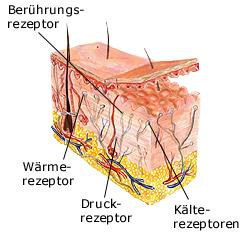 Berührungs-
rezeptor
Wärme-
rezeptor
Druck-
rezeptor
Kälte-
rezeptoren